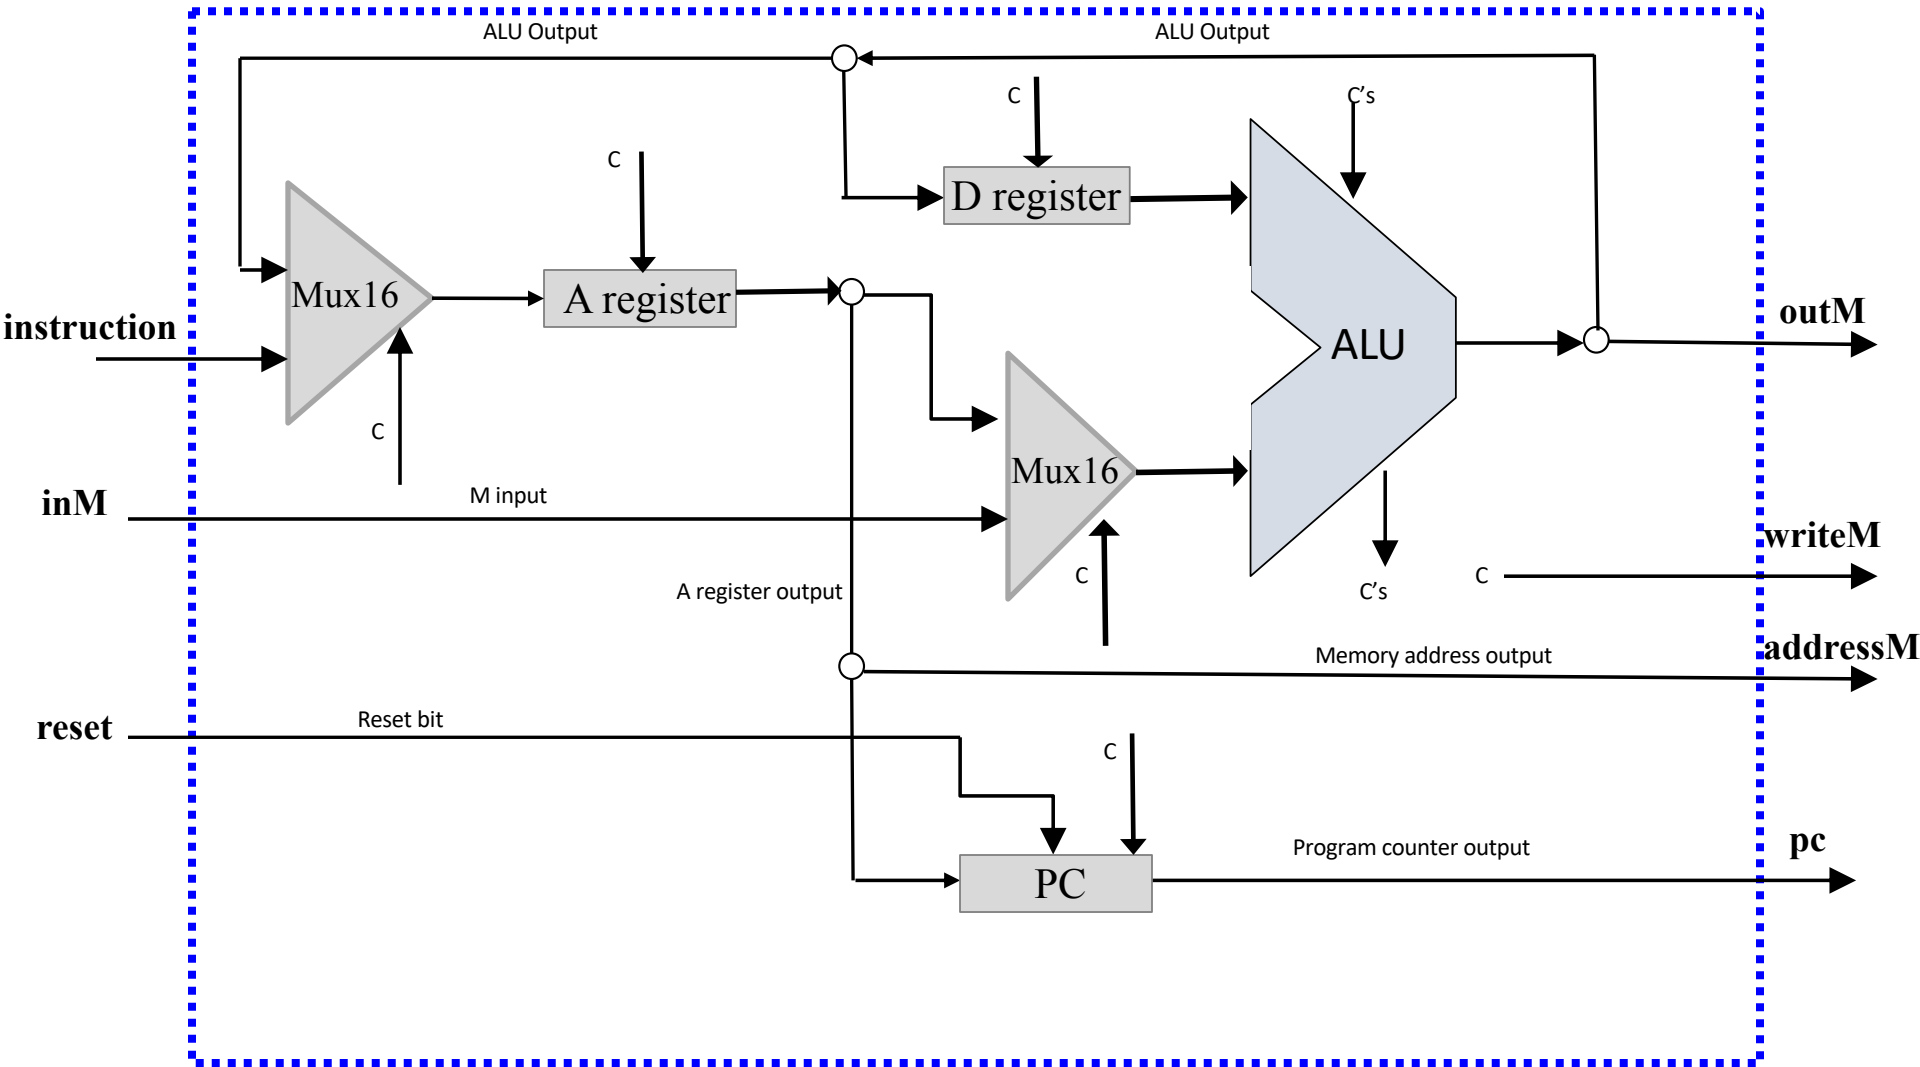 ALU Output
ALU Output
C
C's
C
D register
Mux16
A register
instruction
outM
ALU
C
Mux16
inM
M input
writeM
C
C
C's
A register output
Memory address output
addressM
reset
Reset bit
C
Program counter output
pc
PC